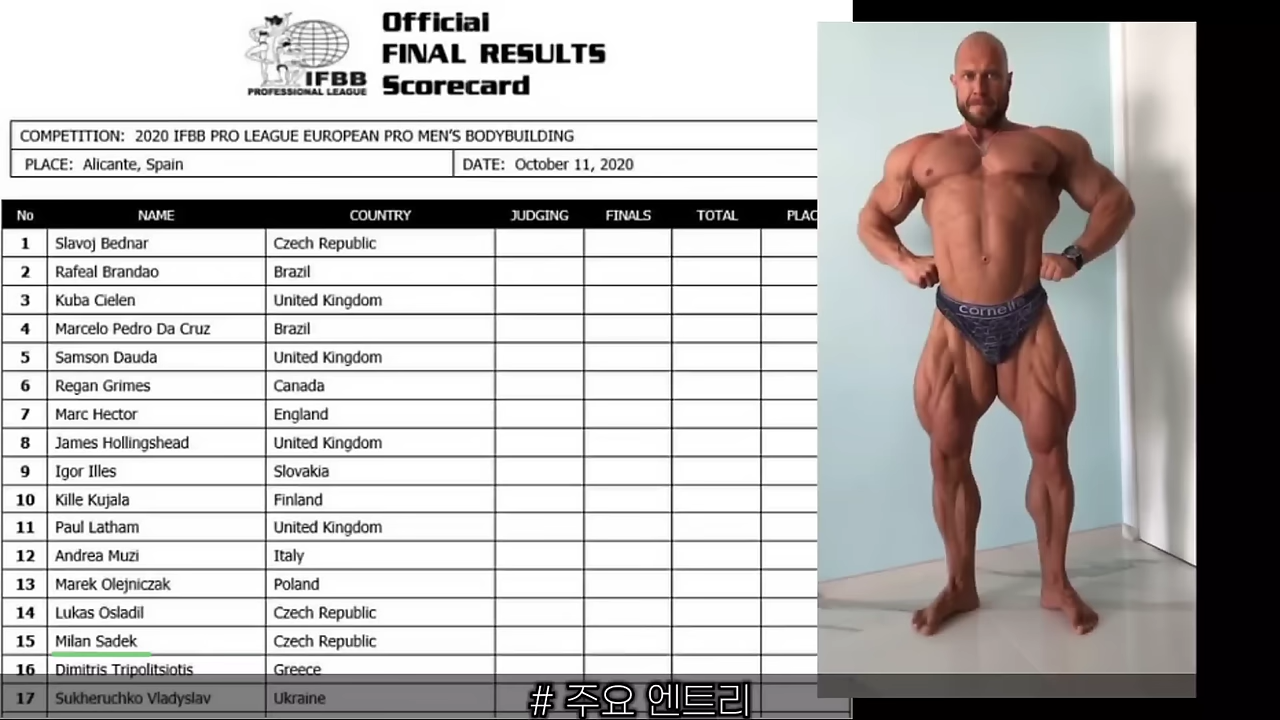 Official
FINAL RESULTS
Scorecard
IFBB
PROFESSIONAL LEAGUE
COMPETITION: 2020 IFBB PRO LEAGUE EUROPEAN PRO MEN'S BODYBUILDING
PLACE: Alicante, Spain DATE: October 11, 2020
No NAME COUNTRY JUDGING FINALS TOTAL PLAC
1 Slavoj Bednar Czech Republic
2 Rafeal Brandao Brazil
3 Kuba Cielen United Kingdom
4 Marcelo Pedro Da Cruz Brazil
5 Samson Dauda United Kingdom
6 Regan Grimes Canada
7 Marc Hector England
8 James Hollingshead United Kingdom
9 Igor Illes Slovakia
10 Kille Kujala Finland
11 Paul Latham United Kingdom
12 Andrea Muzi Italy
13 Marek Olejniczak Poland
14 Lukas Osladil Czech Republic
15 Milan Sadek Czech Republic
16 Dimitris Tripolitsiotis Greece
17 Sukheruchko Vladyslav Ukraine
cornette
# 주요 엔트리